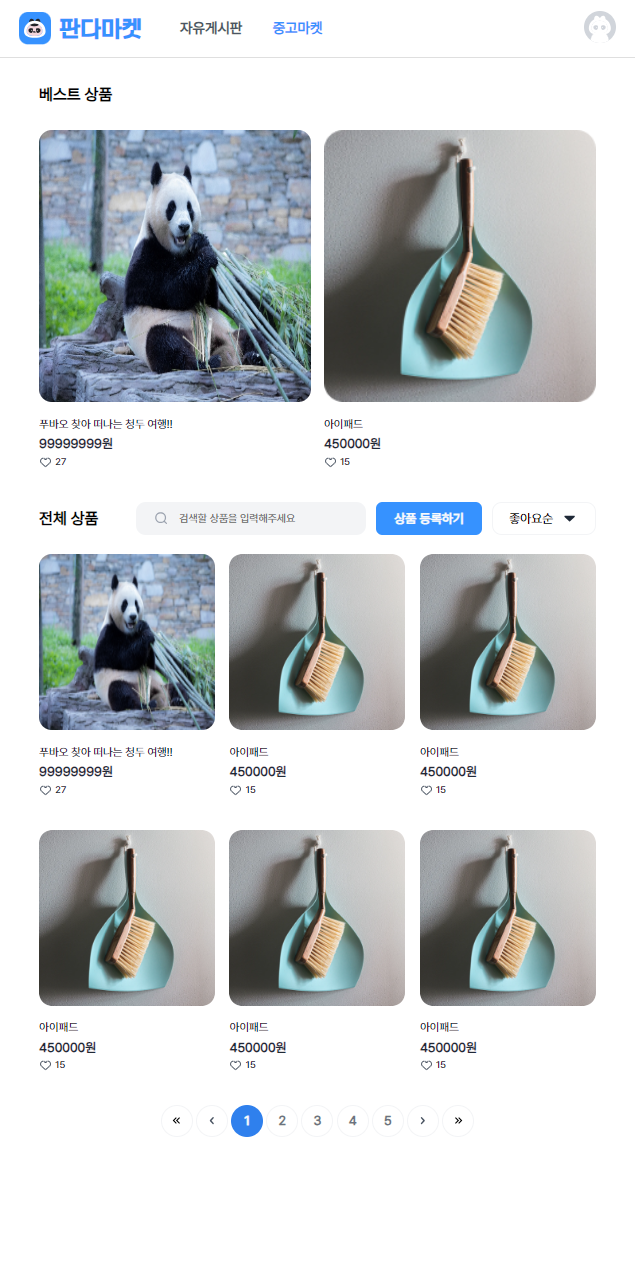 판다마켓 자유게시판 중고마켓
베스트 상품
푸바오 찾아 떠나는 청두 여행!! 아이패드
99999999원 450000원
27 15
전체 상품 검색할 상품을 입력해주세요 상품 등록하기 좋아요순
푸바오 찾아 떠나는 청두 여행!! 아이패드 아이패드
99999999원 450000원 450000원
27 15 15
아이패드 아이패드 아이패드
450000원 450000원 450000원
15 15 15
« ‹ 1 2 3 4 5 › »